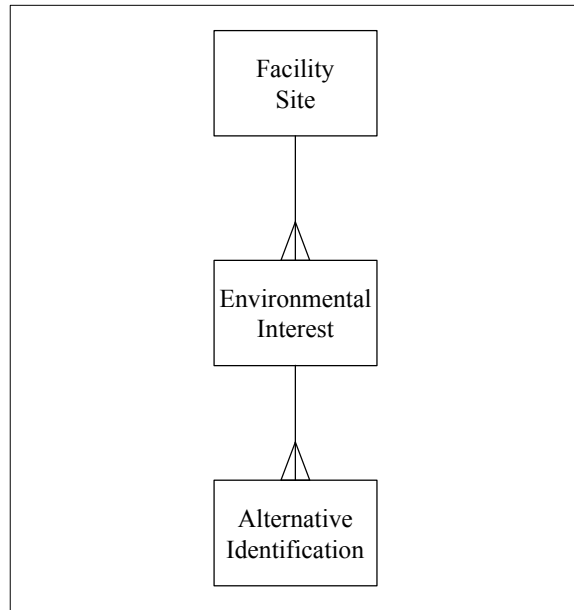 Facility
Site
Environmental
Interest
Alternative
Identification